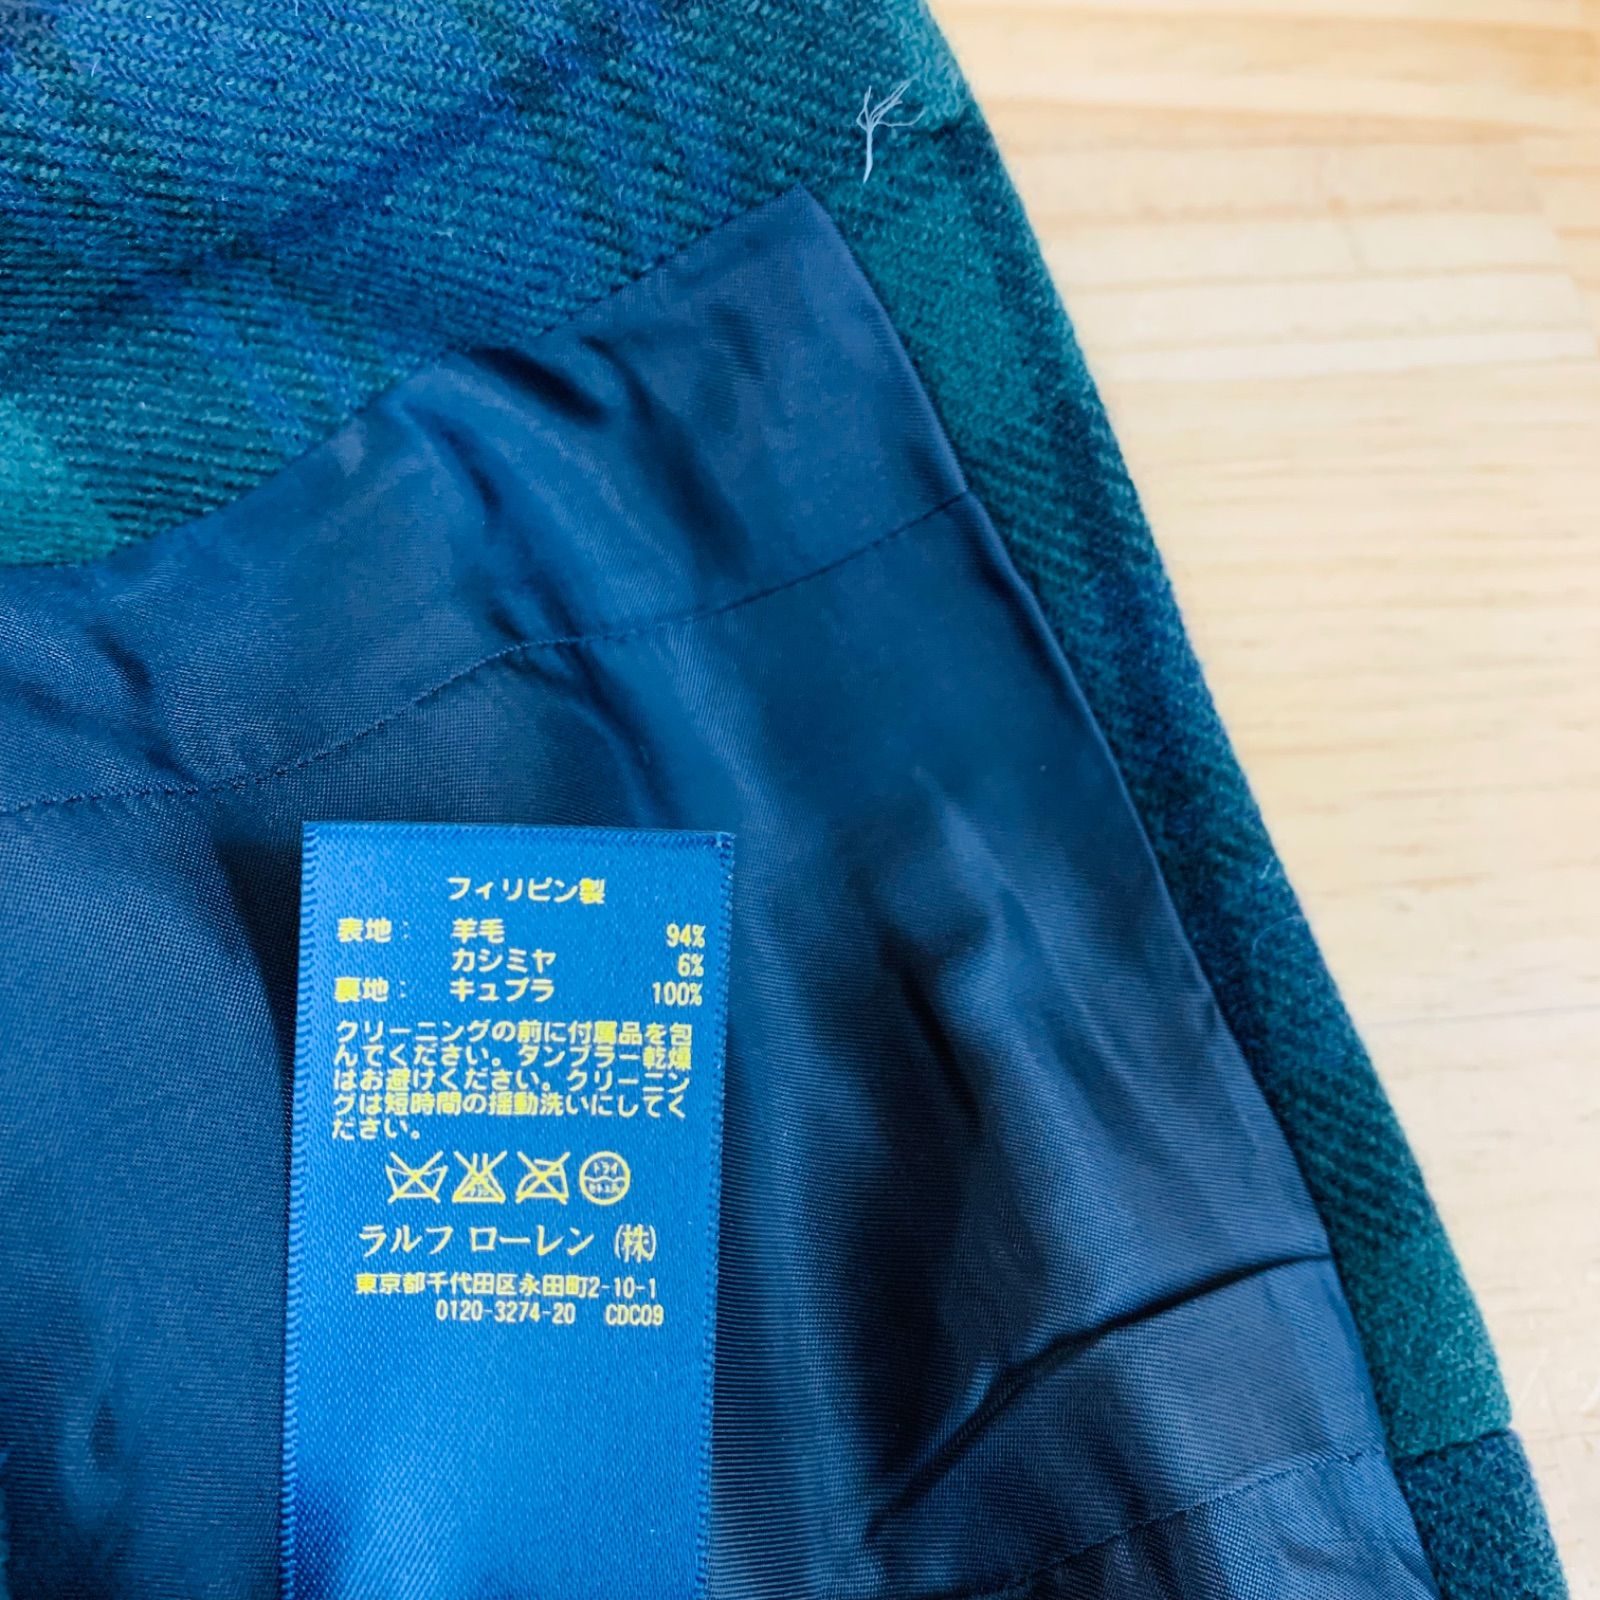 フィリピン製
表地： 羊毛 94%
カシミヤ 6%
裏地： キュプラ 100%
クリーニングの前に付属品を包
んでください。タンブラー乾燥
はお避けください。クリーニン
グは短時間の揺動洗いにしてく
ださい。
ドライ
ラルフ ローレン (株)
東京都千代田区永田町2-10-1
0120-3274-20 CDC09